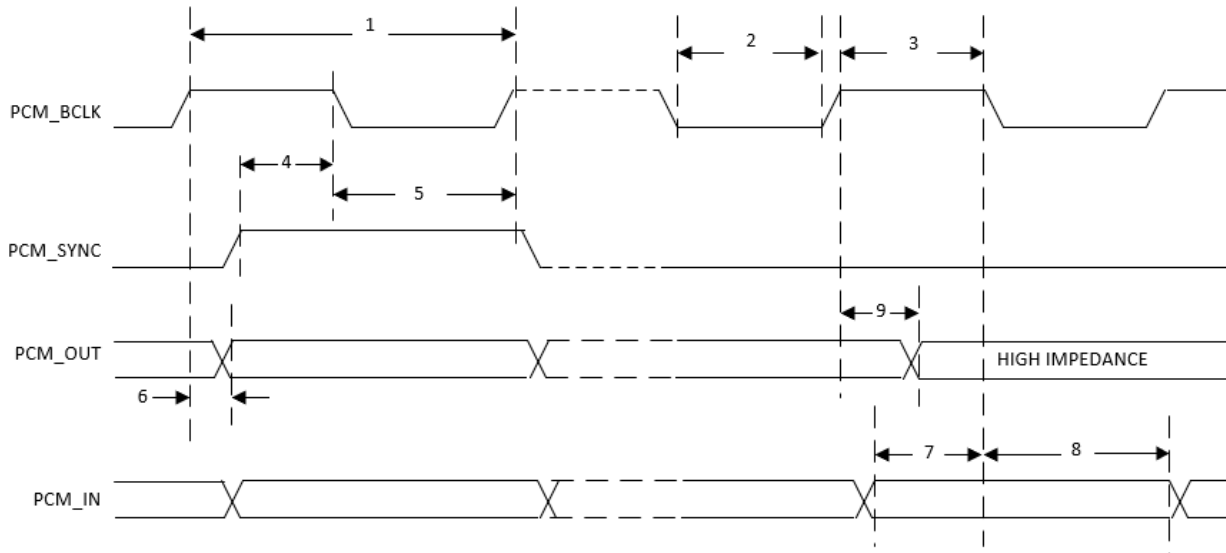 1
2
3
PCM_BCLK
4
5
PCM_SYNC
9
PCM_OUT
HIGH IMPEDANCE
6
7
8
PCM_IN